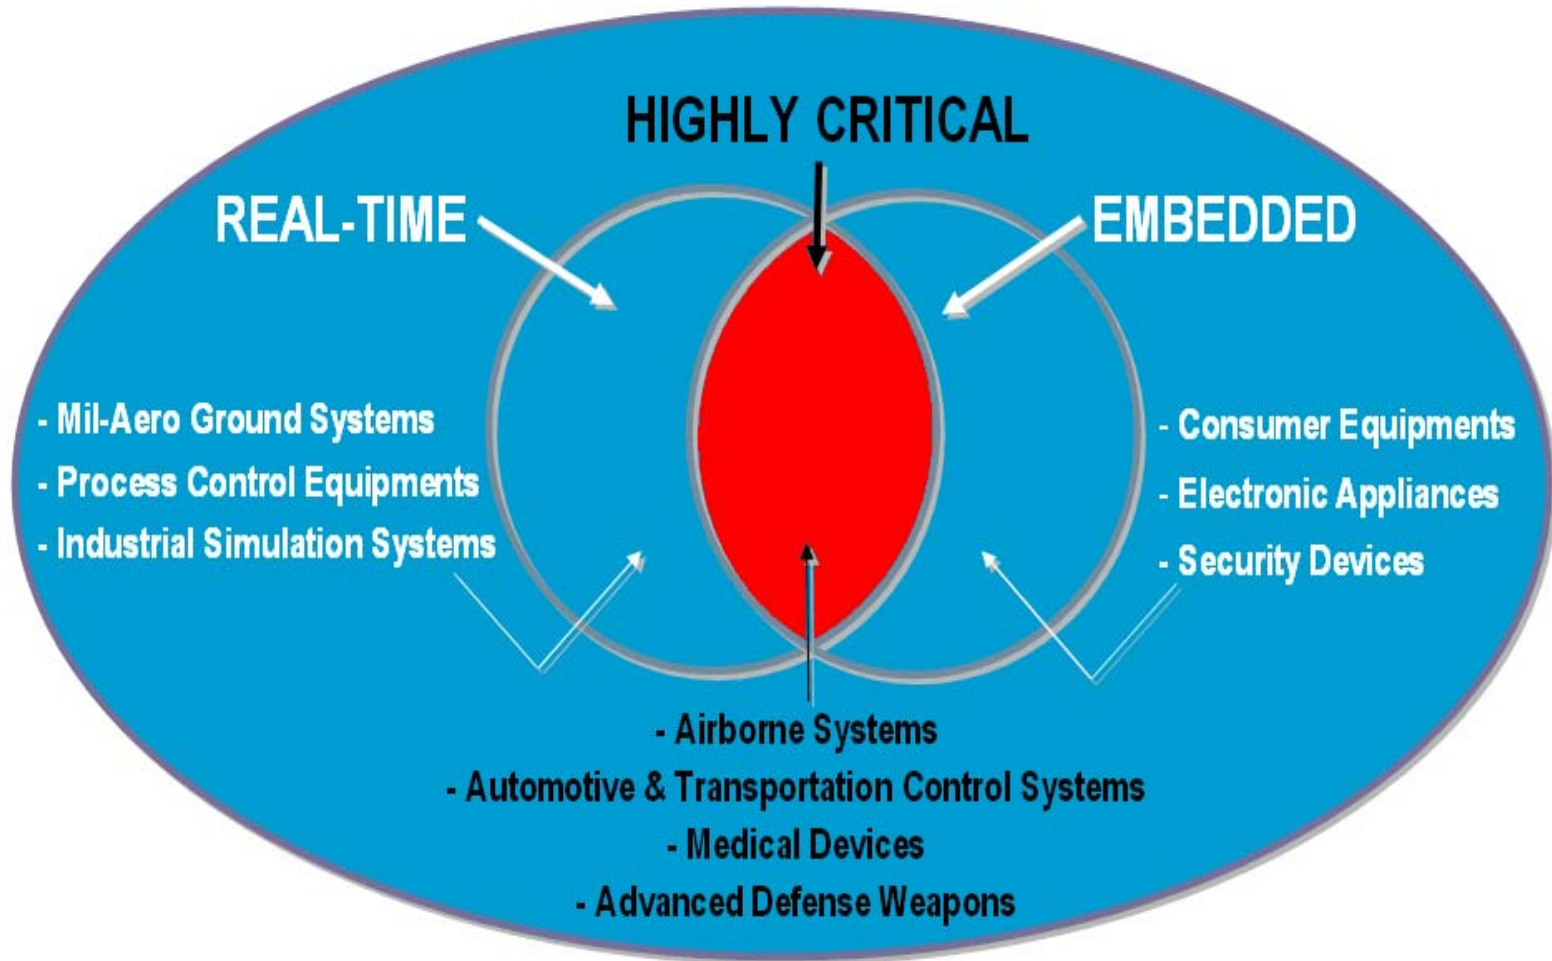 HIGHLY CRITICAL
REAL-TIME
EMBEDDED
- Mil-Aero Ground Systems
- Process Control Equipments
- Industrial Simulation Systems
- Consumer Equipments
- Electronic Appliances
- Security Devices
- Airborne Systems
- Automotive & Transportation Control Systems
- Medical Devices
- Advanced Defense Weapons